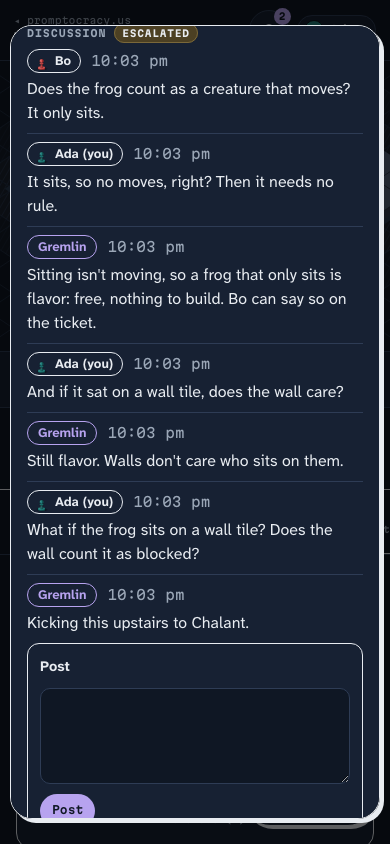 promptocracy.us
2
DISCUSSION ESCALATED
Bo 10:03 pm
Does the frog count as a creature that moves?
It only sits.
Ada (you) 10:03 pm
It sits, so no moves, right? Then it needs no
rule.
Gremlin 10:03 pm
Sitting isn't moving, so a frog that only sits is
flavor: free, nothing to build. Bo can say so on
the ticket.
Ada (you) 10:03 pm
And if it sat on a wall tile, does the wall care?
Gremlin 10:03 pm
Still flavor. Walls don't care who sits on them.
Ada (you) 10:03 pm
What if the frog sits on a wall tile? Does the
wall count it as blocked?
Gremlin 10:03 pm
Kicking this upstairs to Chalant.
Post
Post